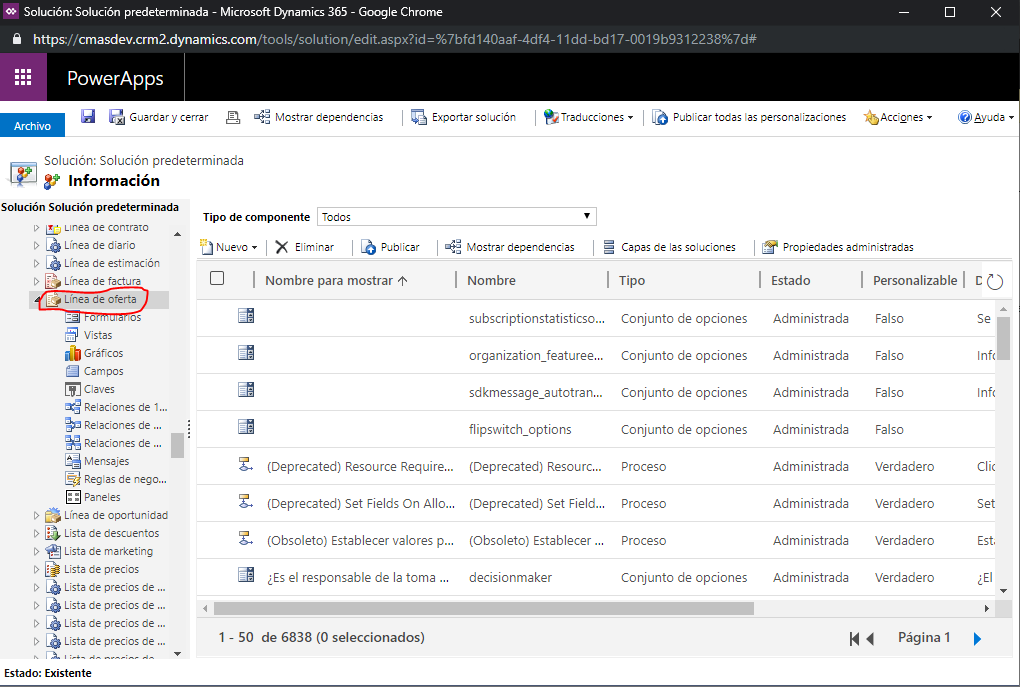 Solución: Solución predeterminada - Microsoft Dynamics 365 - Google Chrome
https://cmasdev.crm2.dynamics.com/tools/solution/edit.aspx?id=%7bfd140aaf-4df4-11dd-bd17-0019b9312238%7d#
PowerApps
Archivo
Guardar y cerrar
Mostrar dependencias
Exportar solución
Traducciones
Publicar todas las personalizaciones
Acciones
Ayuda
Solución: Solución predeterminada
Información
Solución Solución predeterminada
Línea de contrato
Línea de diario
Línea de estimación
Línea de factura
Línea de oferta
Formularios
Vistas
Gráficos
Campos
Claves
Relaciones de 1...
Relaciones de ...
Relaciones de ...
Mensajes
Reglas de nego...
Paneles
Línea de oportunidad
Lista de descuentos
Lista de marketing
Lista de precios
Lista de precios de ...
Lista de precios de ...
Lista de precios de ...
Lista de precios de ...
Lista de precios de
Tipo de componente Todos
Nuevo Eliminar Publicar Mostrar dependencias Capas de las soluciones Propiedades administradas
Nombre para mostrar Nombre Tipo Estado Personalizable D
subscriptionstatisticso... Conjunto de opciones Administrada Falso Se
organization_featuree... Conjunto de opciones Administrada Falso Info
sdkmessage_autotran... Conjunto de opciones Administrada Falso Info
flipswitch_options Conjunto de opciones Administrada Falso
(Deprecated) Resource Require... (Deprecated) Resourc... Proceso Administrada Verdadero Clic
(Deprecated) Set Fields On Allo... (Deprecated) Set Field... Proceso Administrada Verdadero Set
(Obsoleto) Establecer valores p... (Obsoleto) Establecer ... Proceso Administrada Verdadero Esta
¿Es el responsable de la toma ... decisionmaker Conjunto de opciones Administrada Verdadero ¿El
1 - 50 de 6838 (0 seleccionados)
Página 1
Estado: Existente